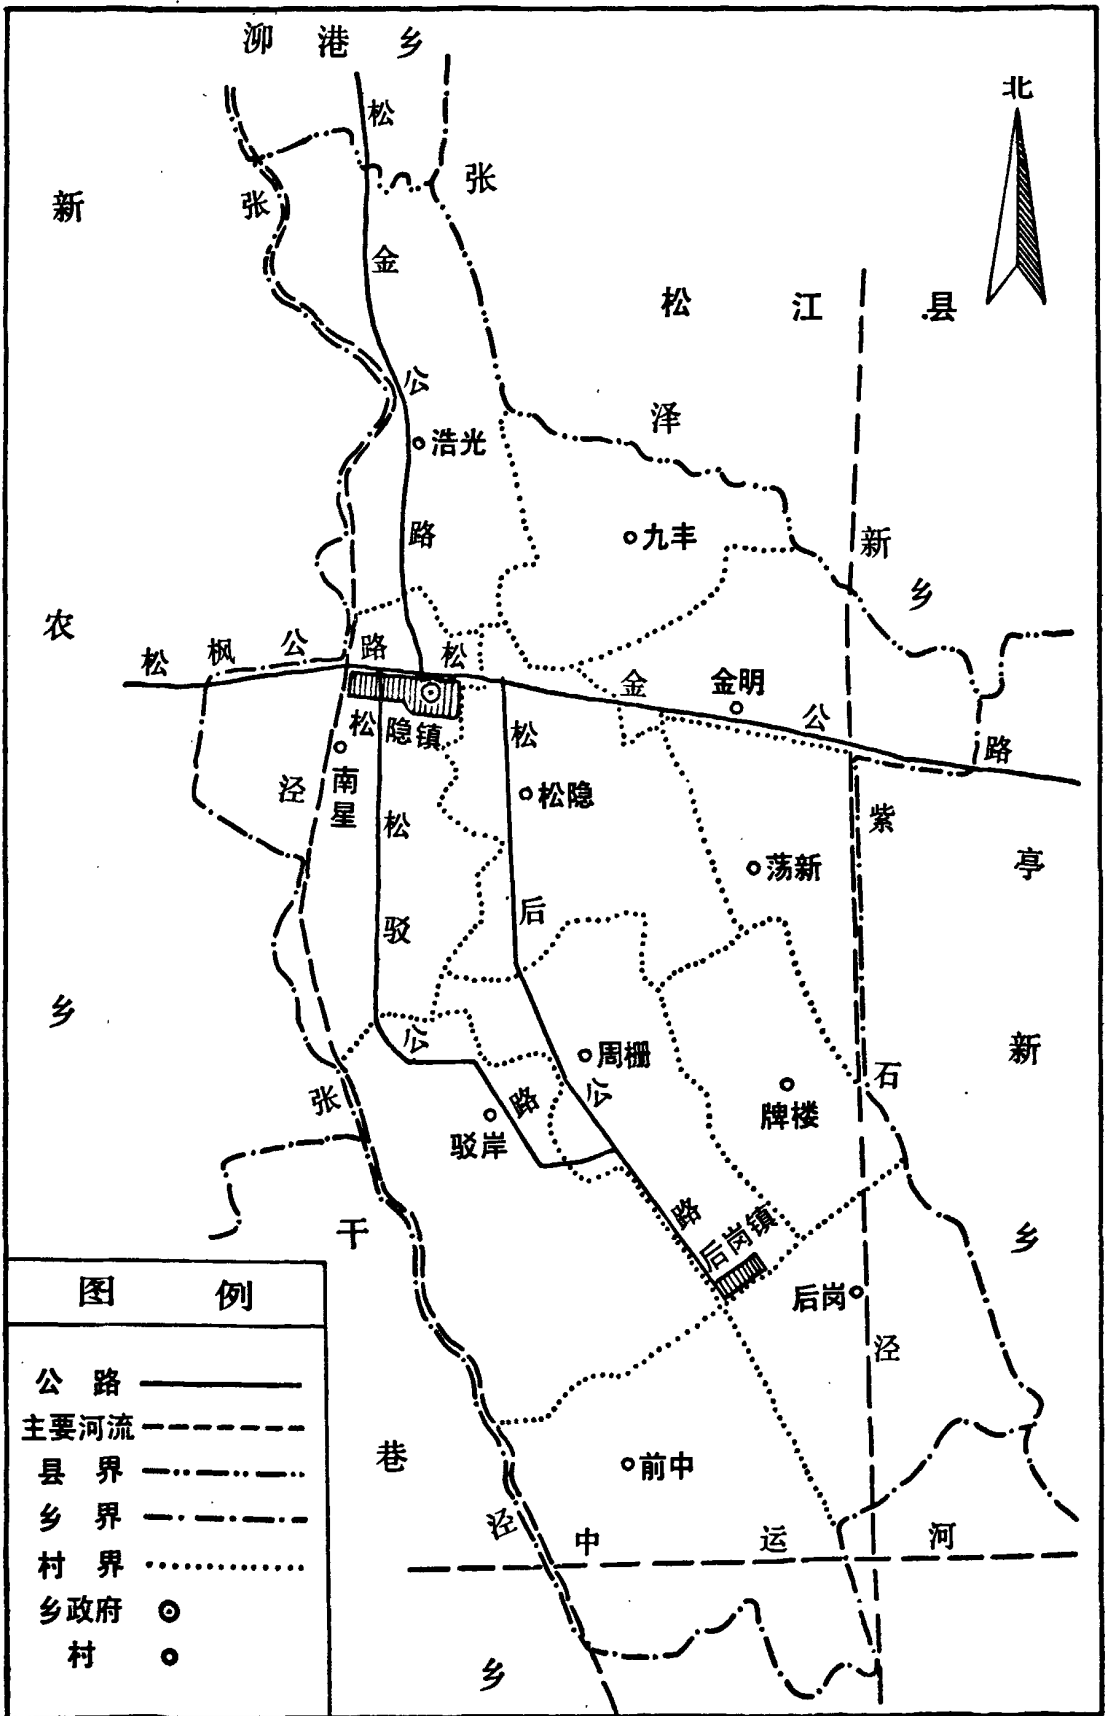 泖港乡
北
新
农
乡
松江县
张
泽
乡
张
泾
张
泾
松
金
公
路
浩光
九丰
新
紫
石
泾
松枫公路
松金公路
金明
松隐镇
南星
松隐
荡新
松
驳
公
路
松
后
公
路
亭
新
乡
周栅
驳岸
牌楼
后岗镇
后岗
干
巷
乡
前中
中运河
图例
公路
主要河流
县界
乡界
村界
乡政府
村